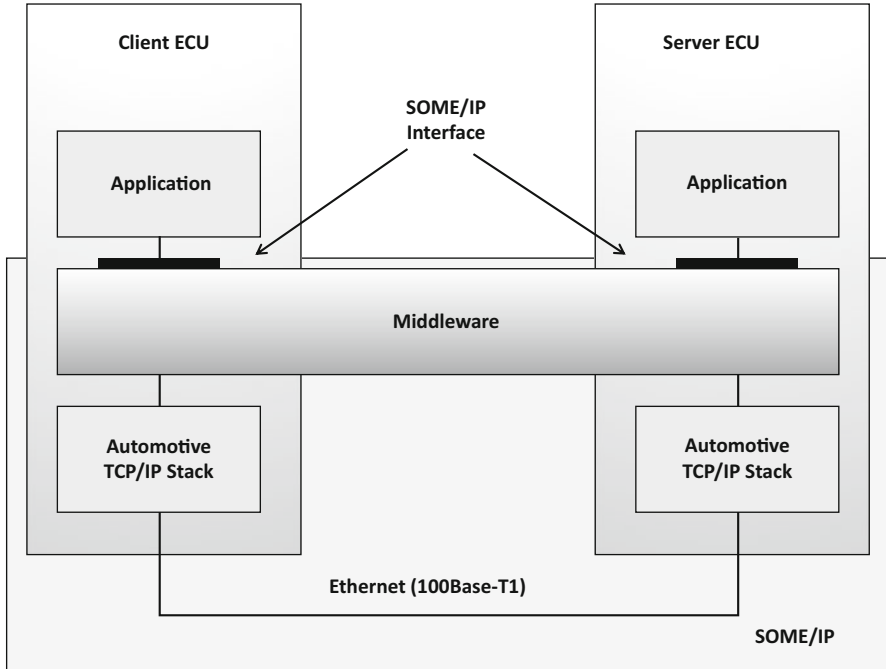 Client ECU
Server ECU
SOME/IP
Interface
Application
Application
Middleware
Automotive
TCP/IP Stack
Automotive
TCP/IP Stack
Ethernet (100Base-T1)
SOME/IP